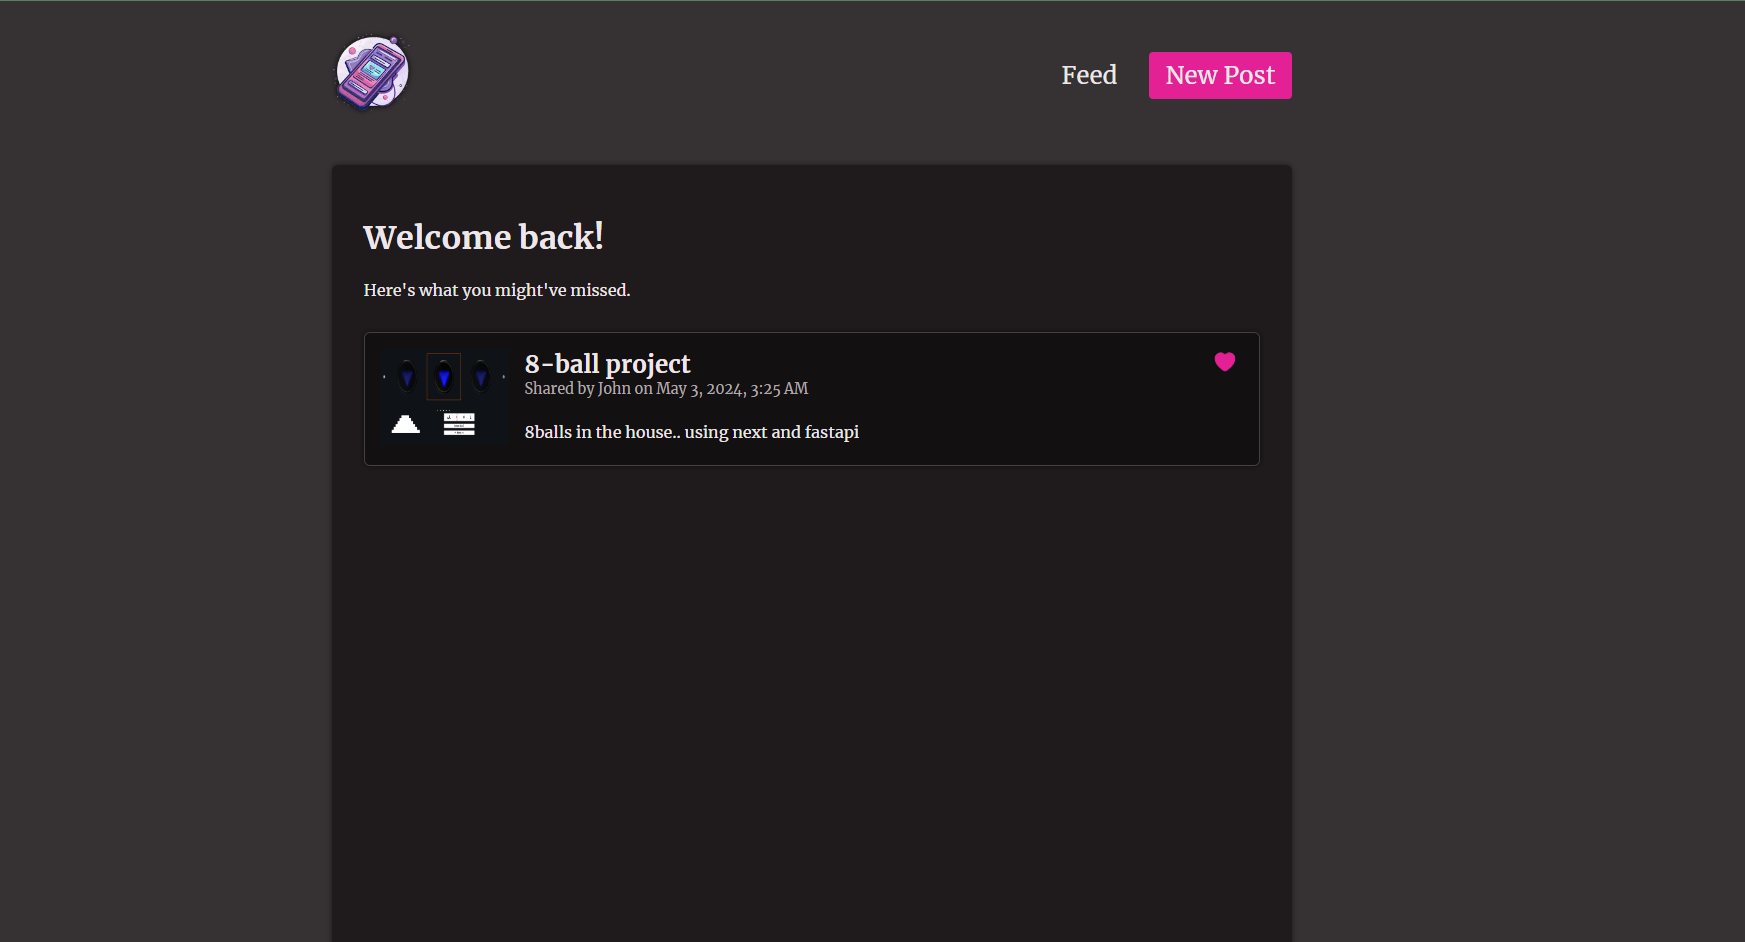 Feed
New Post
Welcome back!
Here's what you might've missed.
8-ball project
Shared by John on May 3, 2024, 3:25 AM
8balls in the house.. using next and fastapi